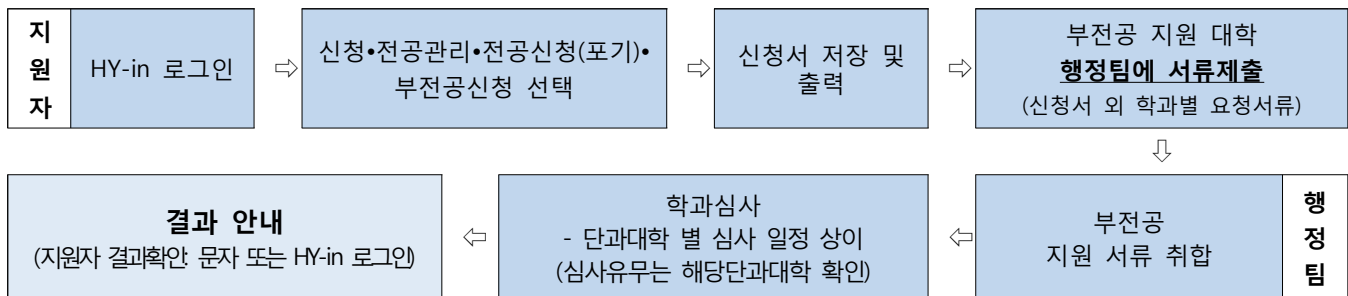 지
원
자
HY-in 로그인
⇨
신청•전공관리•전공신청(포기)•
부전공신청 선택
⇨
신청서 저장 및
출력
⇨
부전공 지원 대학
행정팀에 서류제출
(신청서 외 학과별 요청서류)
⇩
행
정
팀
부전공
지원 서류 취합
⇦
학과심사
- 단과대학 별 심사 일정 상이
(심사유무는 해당단과대학 확인)
⇦
결과 안내
(지원자 결과확인: 문자 또는 HY-in 로그인)